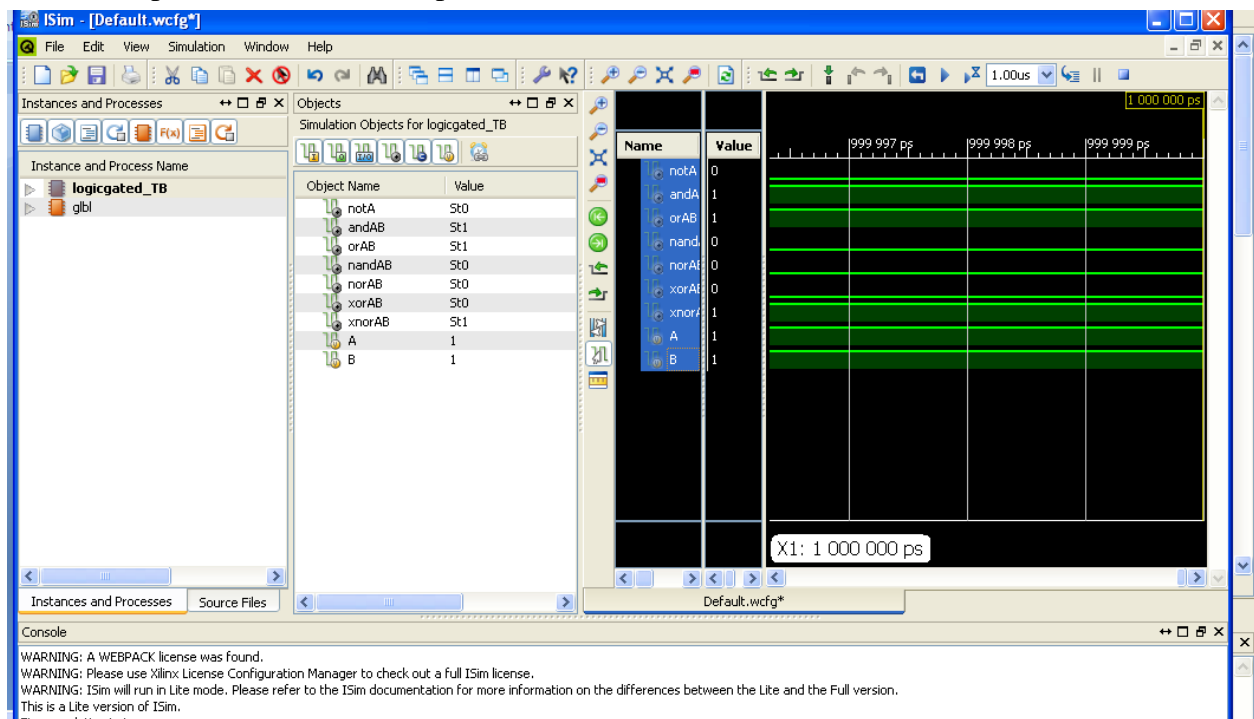 ISim - [Default.wcfg*]
File Edit View Simulation Window Help
1.00us
Instances and Processes
F(x)
Instance and Process Name
logicgated_TB
glbl
Instances and Processes Source Files
Objects
Simulation Objects for logicgated_TB
Object Name Value
notA St0
andAB St1
orAB St1
nandAB St0
norAB St0
xorAB St0
xnorAB St1
A 1
B 1
Name Value
notA 0
andA 1
orAB 1
nand 0
norAB 0
xorAB 0
xnor 1
A 1
B 1
1 000 000 ps
999 997 ps 999 998 ps 999 999 ps
X1: 1 000 000 ps
Default.wcfg*
Console
WARNING: A WEBPACK license was found.
WARNING: Please use Xilinx License Configuration Manager to check out a full ISim license.
WARNING: ISim will run in Lite mode. Please refer to the ISim documentation for more information on the differences between the Lite and the Full version.
This is a Lite version of ISim.